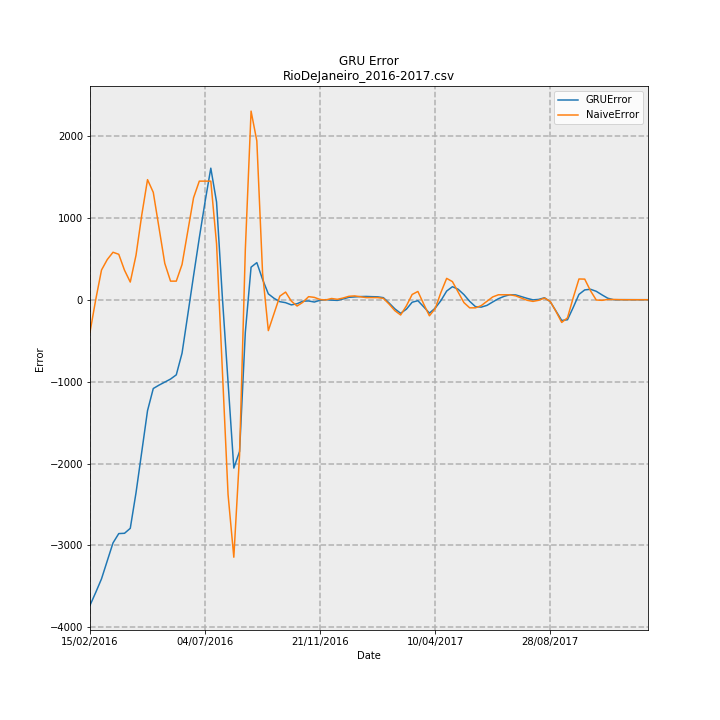 GRU Error
RioDeJaneiro_2016-2017.csv
GRUError
NaiveError
2000
1000
0
−1000
−2000
−3000
−4000
Error
15/02/2016
04/07/2016
21/11/2016
10/04/2017
28/08/2017
Date